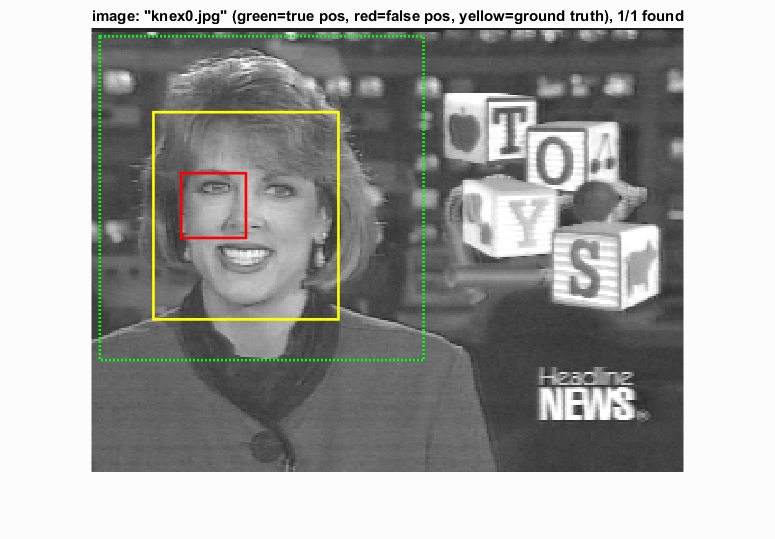 image: "knex0.jpg" (green=true pos, red=false pos, yellow=ground truth), 1/1 found
T
O
Y
S
Headline
NEWS®